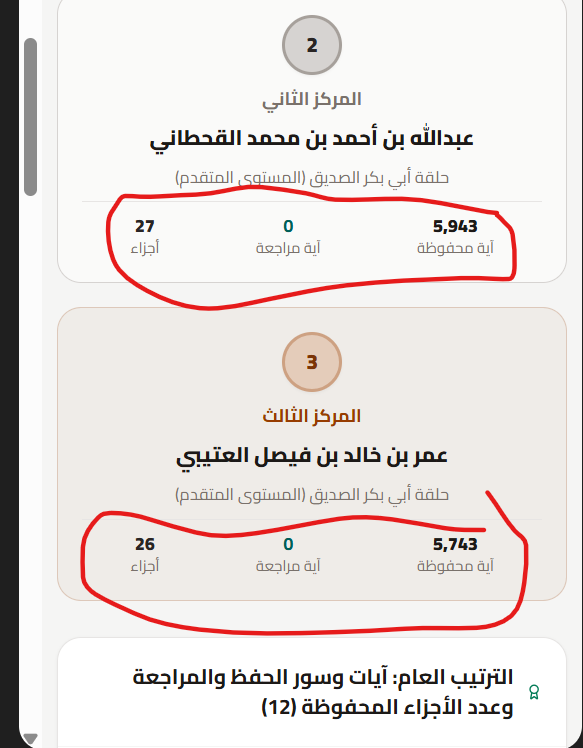 2
المركز الثاني
عبدالله بن أحمد بن محمد القحطاني
حلقة أبي بكر الصديق (المستوى المتقدم)
5,943 0 27
آية محفوظة آية مراجعة أجزاء
3
المركز الثالث
عمر بن خالد بن فيصل العتيبي
حلقة أبي بكر الصديق (المستوى المتقدم)
5,743 0 26
آية محفوظة آية مراجعة أجزاء
الترتيب العام: آيات وسور الحفظ والمراجعة
وعدد الأجزاء المحفوظة (12)